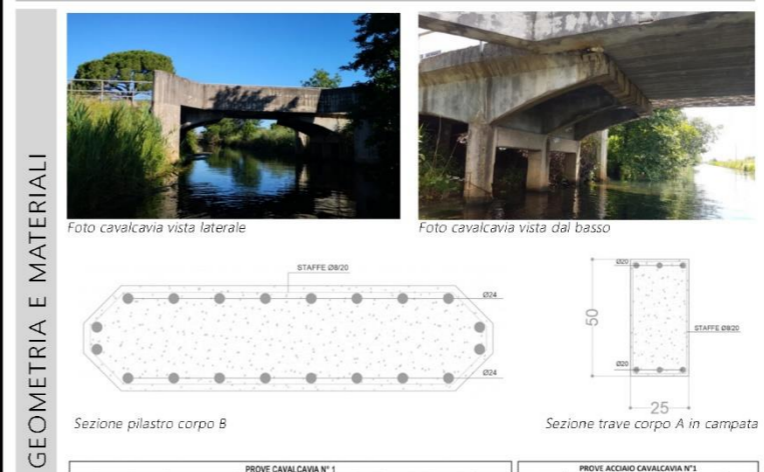 GEOMETRIA E MATERIALI
Foto cavalcavia vista laterale
Foto cavalcavia vista dal basso
STAFFE Ø8/20
Ø24
Ø24
Sezione pilastro corpo B
Ø20
50
STAFFE Ø8/20
Ø20
25
Sezione trave corpo A in campata
PROVE CAVALCAVIA N° 1
PROVE ACCIAIO CAVALCAVIA N°1